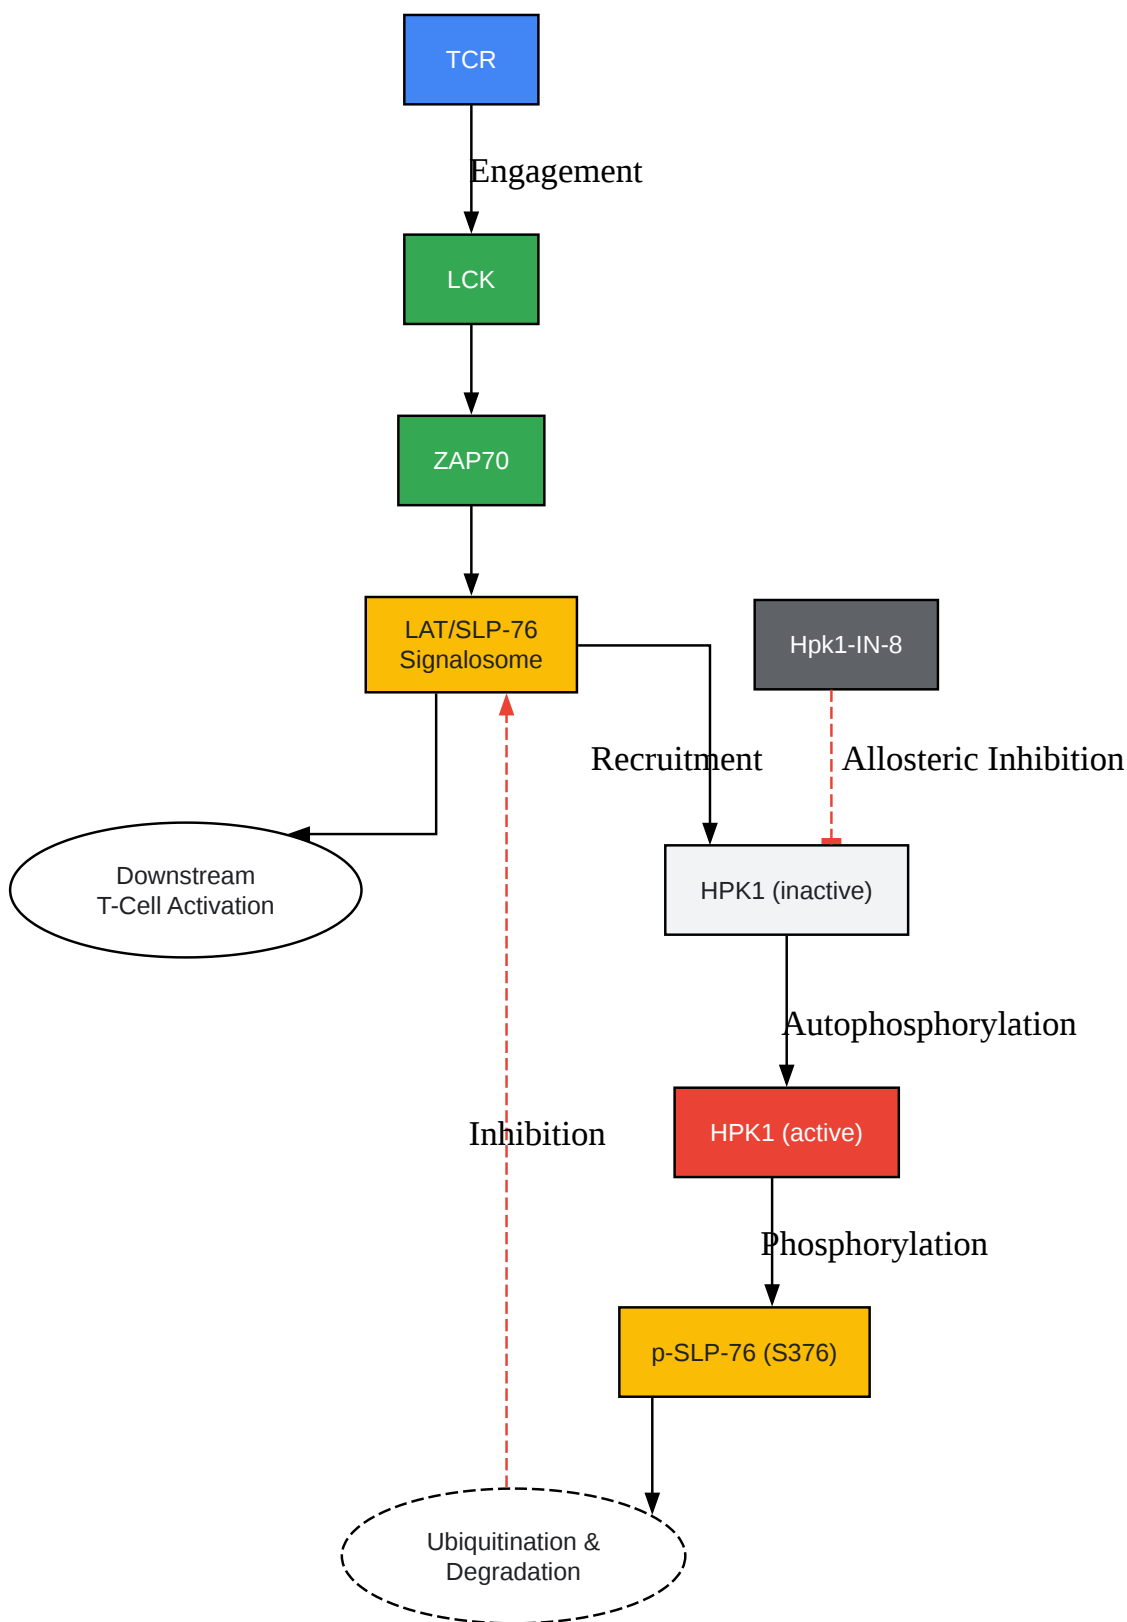 TCR
Engagement
LCK
ZAP70
LAT/SLP-76
Signalosome
Hpk1-IN-8
Recruitment
Allosteric Inhibition
Downstream
T-Cell Activation
HPK1 (inactive)
Autophosphorylation
HPK1 (active)
Inhibition
Phosphorylation
p-SLP-76 (S376)
Ubiquitination &
Degradation